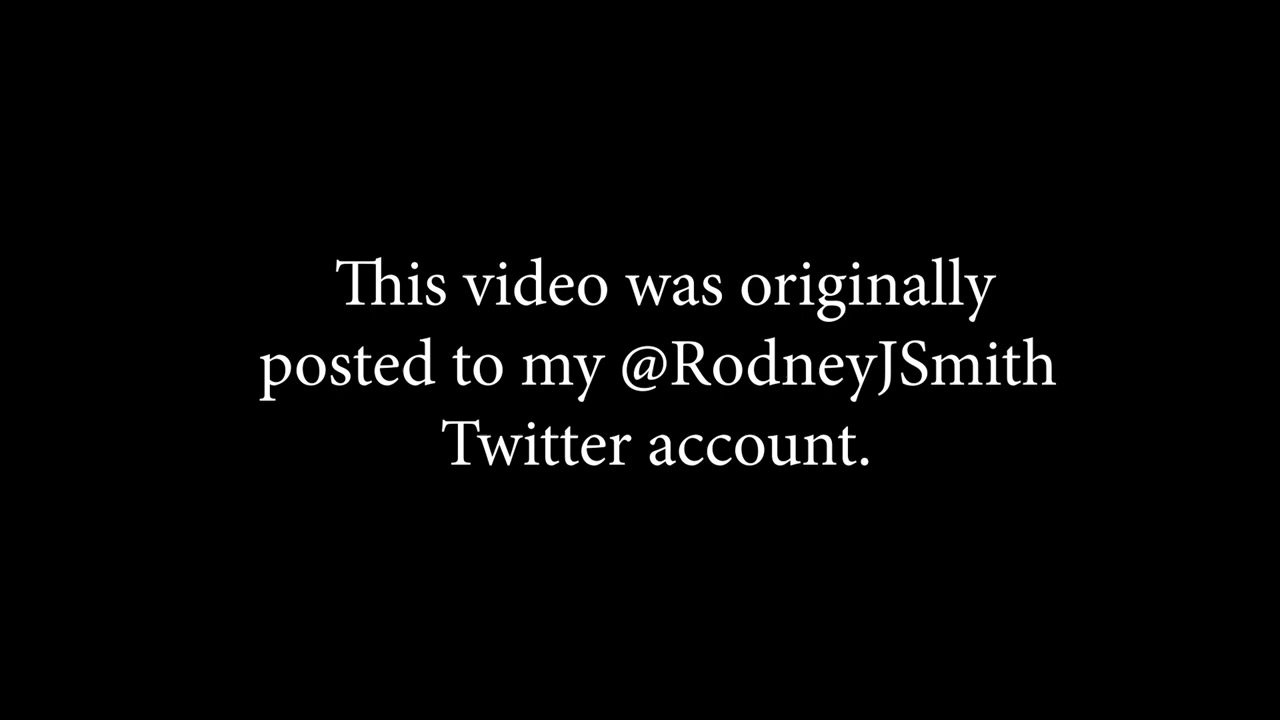 This video was originally
posted to my @RodneyJSmith
Twitter account.